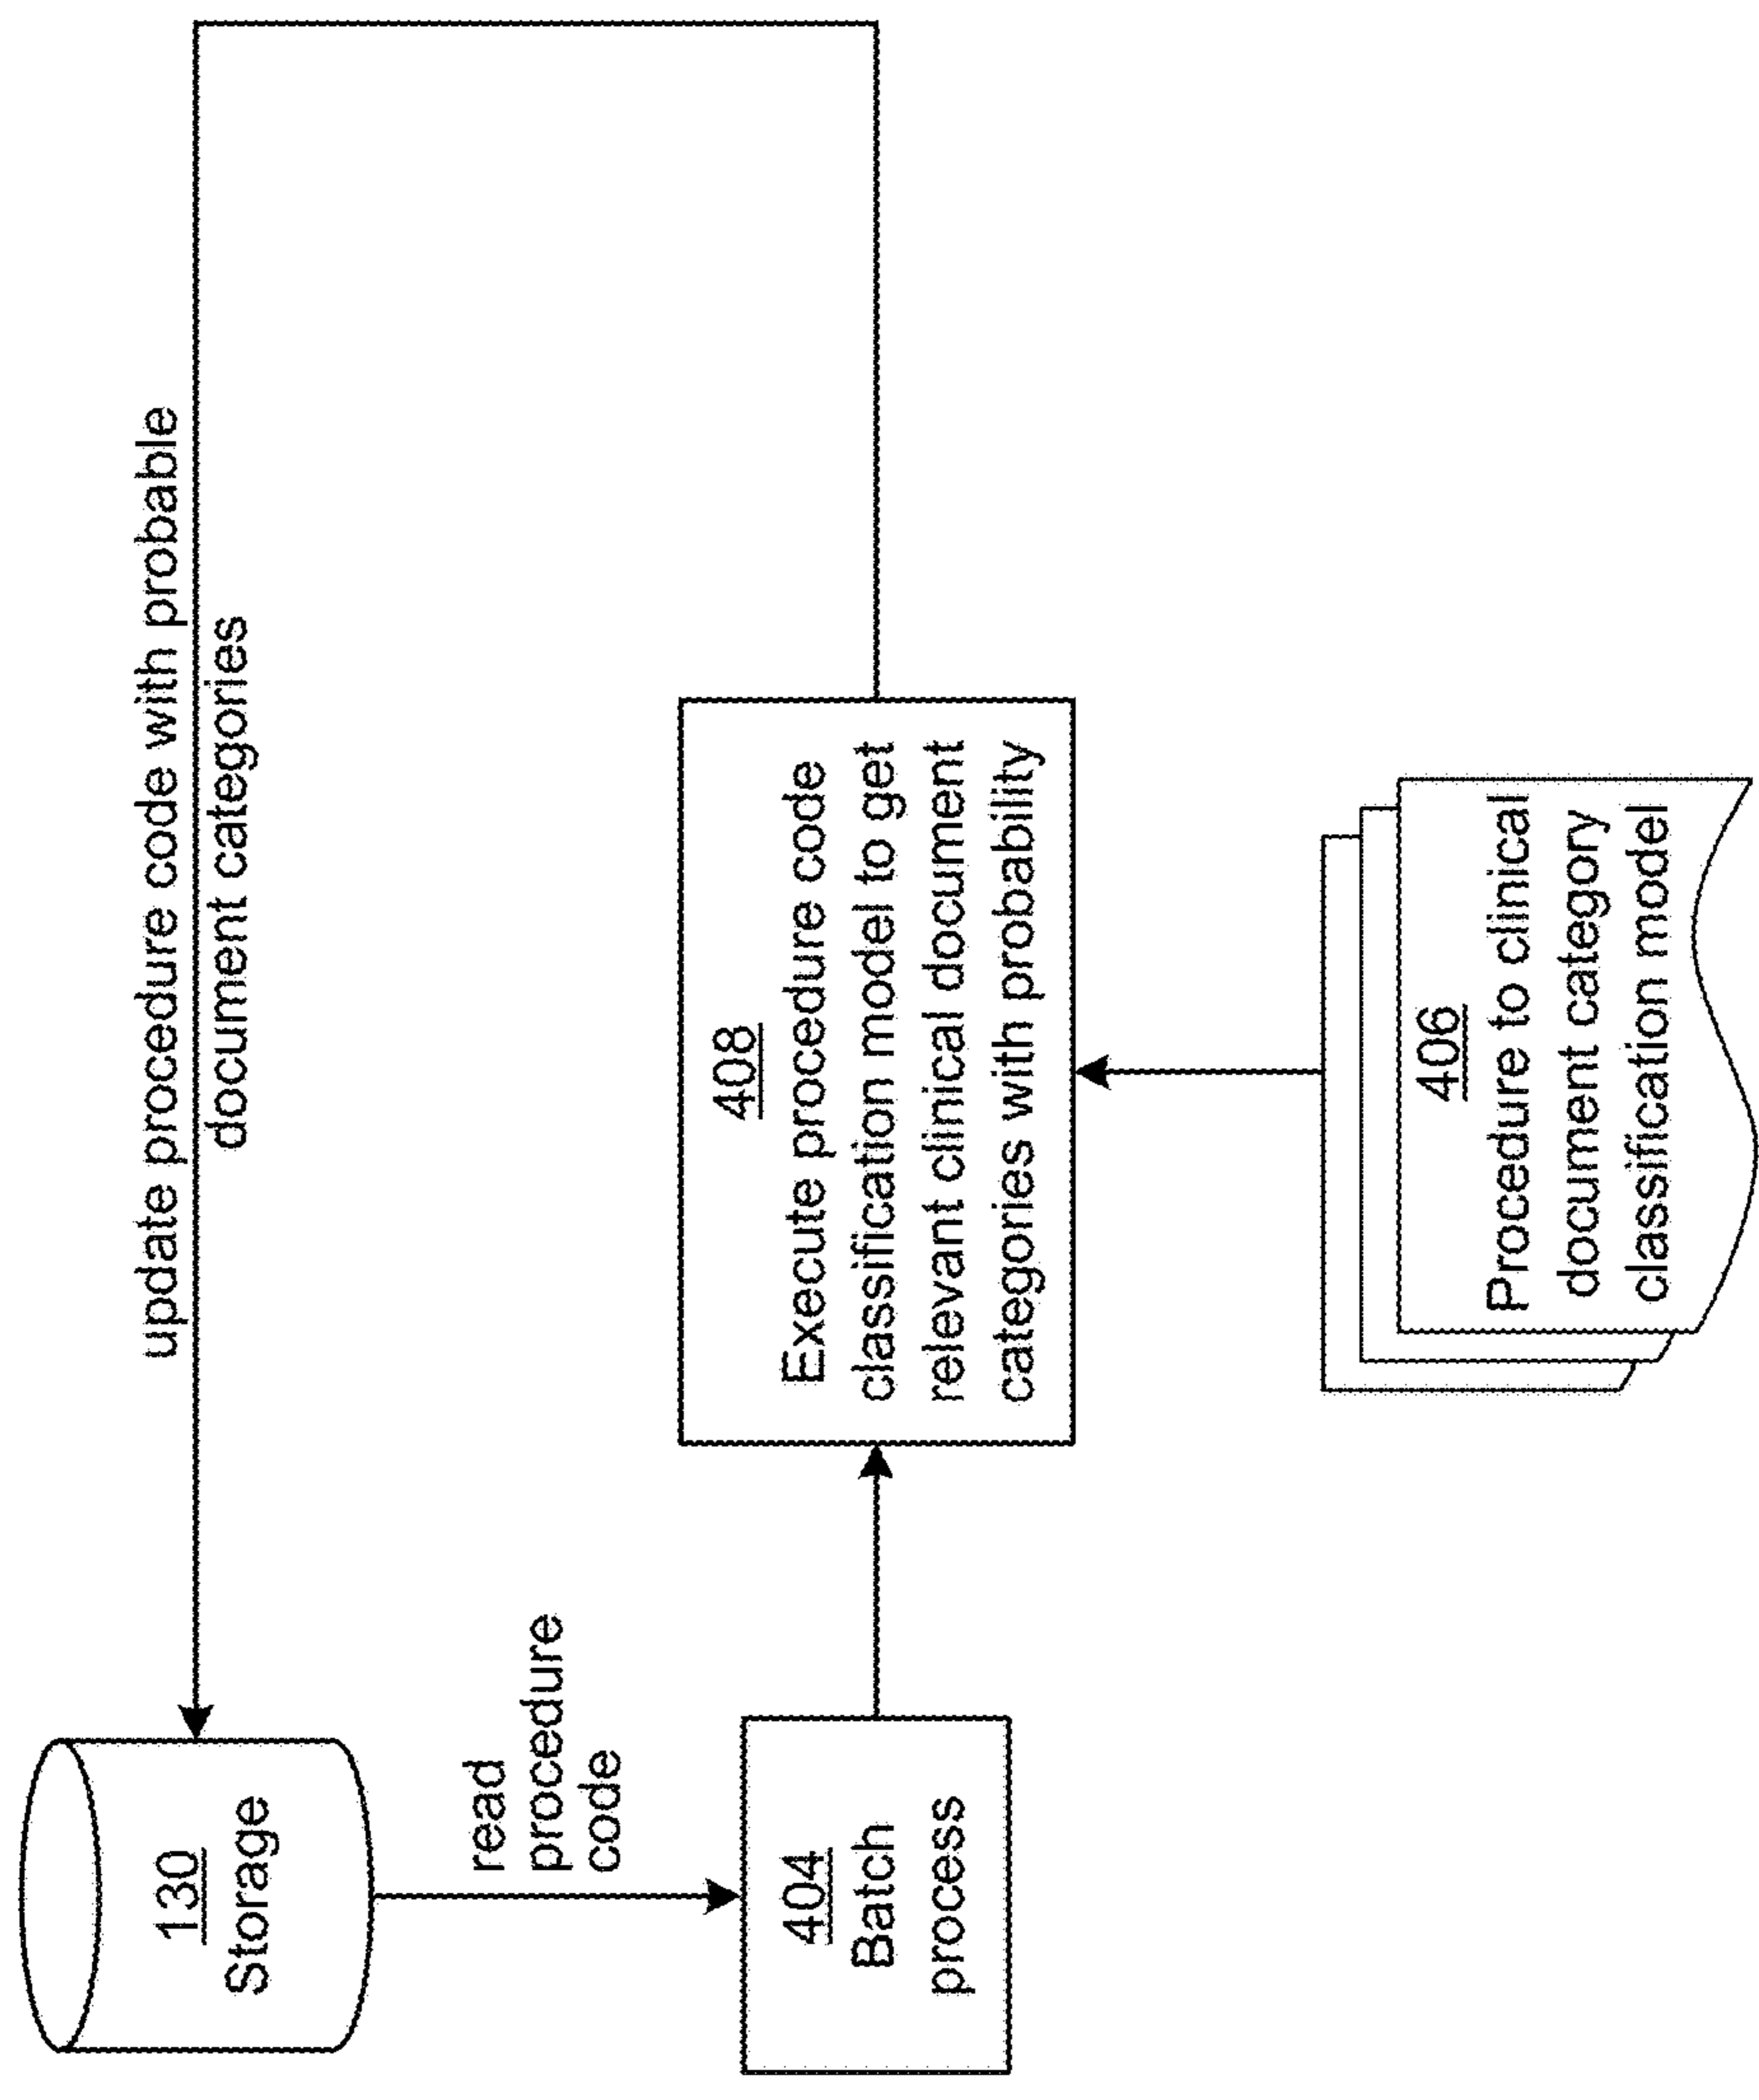 update procedure code with probable
document categories
130
Storage
read
procedure
code
404
Batch
process
408
Execute procedure code
classification model to get
relevant clinical document
categories with probability
406
Procedure to clinical
document category
classification model